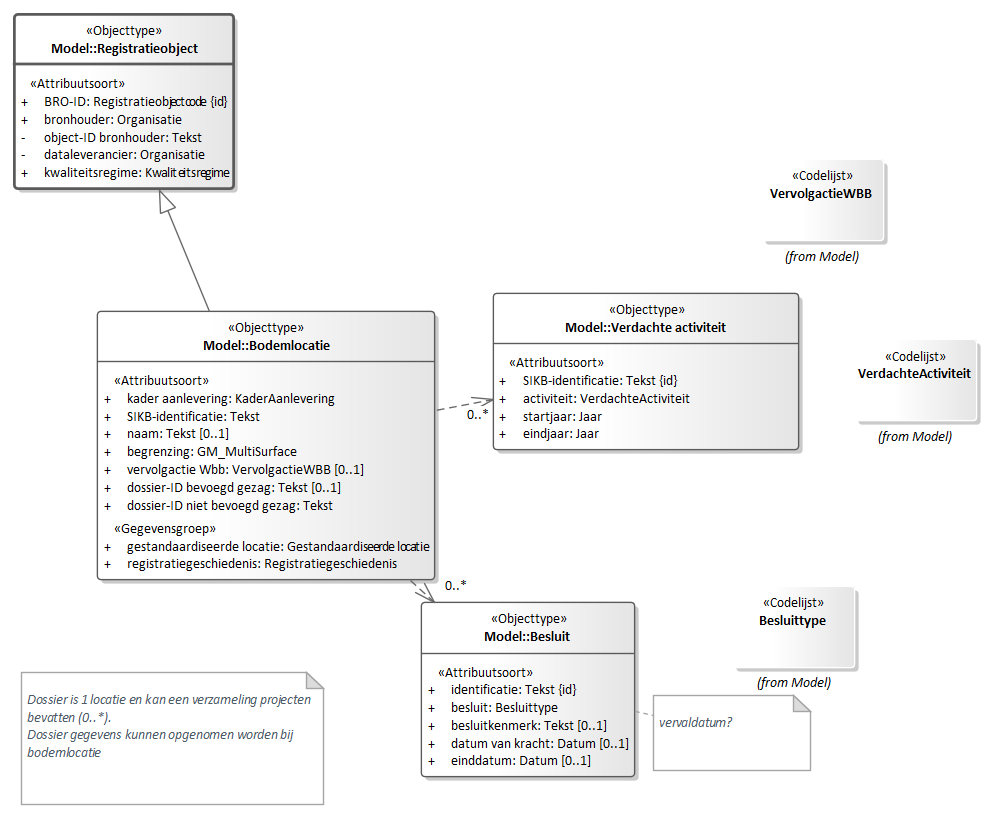 «Objecttype»
Model::Registratieobject
«Attribuutsoort»
+ BRO-ID: Registratieobjectcode {id}
+ bronhouder: Organisatie
- object-ID bronhouder: Tekst
- dataleverancier: Organisatie
+ kwaliteitsregime: Kwaliteitsregime
«Codelijst»
VervolgactieWBB
(from Model)
«Objecttype»
Model::Bodemlocatie
«Attribuutsoort»
+ kader aanlevering: KaderAanlevering
+ SIKB-identificatie: Tekst
+ naam: Tekst [0..1]
+ begrenzing: GM_MultiSurface
+ vervolgactie Wbb: VervolgactieWBB [0..1]
+ dossier-ID bevoegd gezag: Tekst [0..1]
+ dossier-ID niet bevoegd gezag: Tekst
«Gegevensgroep»
+ gestandaardiseerde locatie: Gestandaardiseerde locatie
+ registratiegeschiedenis: Registratiegeschiedenis
0..*
«Objecttype»
Model::Verdachte activiteit
«Attribuutsoort»
+ SIKB-identificatie: Tekst {id}
+ activiteit: VerdachteActiviteit
+ startjaar: Jaar
+ eindjaar: Jaar
«Codelijst»
VerdachteActiviteit
(from Model)
0..*
«Objecttype»
Model::Besluit
«Attribuutsoort»
+ identificatie: Tekst {id}
+ besluit: Besluittype
+ besluitkenmerk: Tekst [0..1]
+ datum van kracht: Datum [0..1]
+ einddatum: Datum [0..1]
«Codelijst»
Besluittype
(from Model)
Dossier is 1 locatie en kan een verzameling projecten
bevatten (0..*).
Dossier gegevens kunnen opgenomen worden bij
bodemlocatie
vervaldatum?